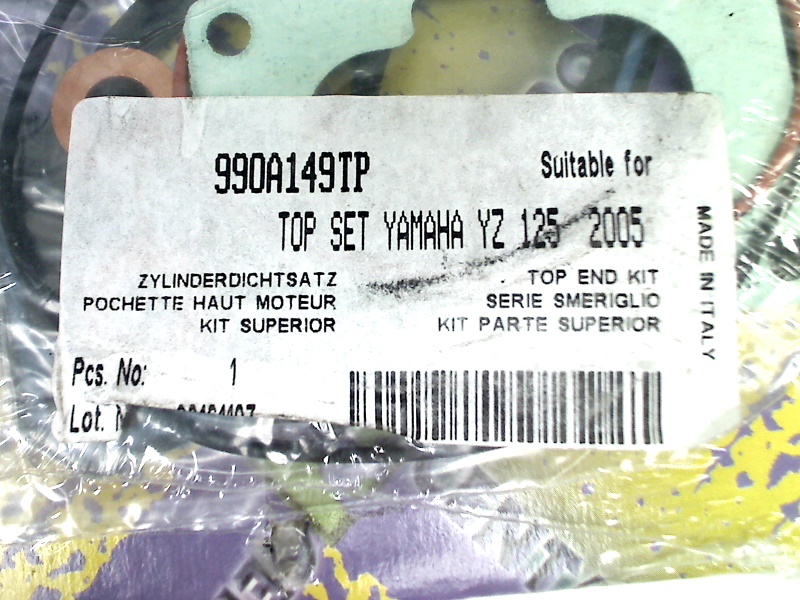 990A149TP
Suitable for
TOP SET YAMAHA YZ 125 2005
ZYLINDERDICHTSATZ
POCHETTE HAUT MOTEUR
KIT SUPERIOR
TOP END KIT
SERIE SMERIGLIO
KIT PARTE SUPERIOR
MADE IN ITALY
Pcs. No: 1
Lot.